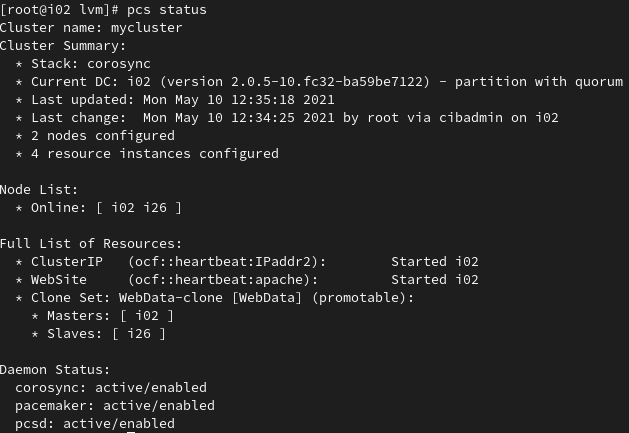 [root@i02 lvm]# pcs status
Cluster name: mycluster
Cluster Summary:
  * Stack: corosync
  * Current DC: i02 (version 2.0.5-10.fc32-ba59be7122) - partition with quorum
  * Last updated: Mon May 10 12:35:18 2021
  * Last change:  Mon May 10 12:34:25 2021 by root via cibadmin on i02
  * 2 nodes configured
  * 4 resource instances configured

Node List:
  * Online: [ i02 i26 ]

Full List of Resources:
  * ClusterIP   (ocf::heartbeat:IPaddr2):        Started i02
  * WebSite     (ocf::heartbeat:apache):         Started i02
  * Clone Set: WebData-clone [WebData] (promotable):
    * Masters: [ i02 ]
    * Slaves: [ i26 ]

Daemon Status:
  corosync: active/enabled
  pacemaker: active/enabled
  pcsd: active/enabled